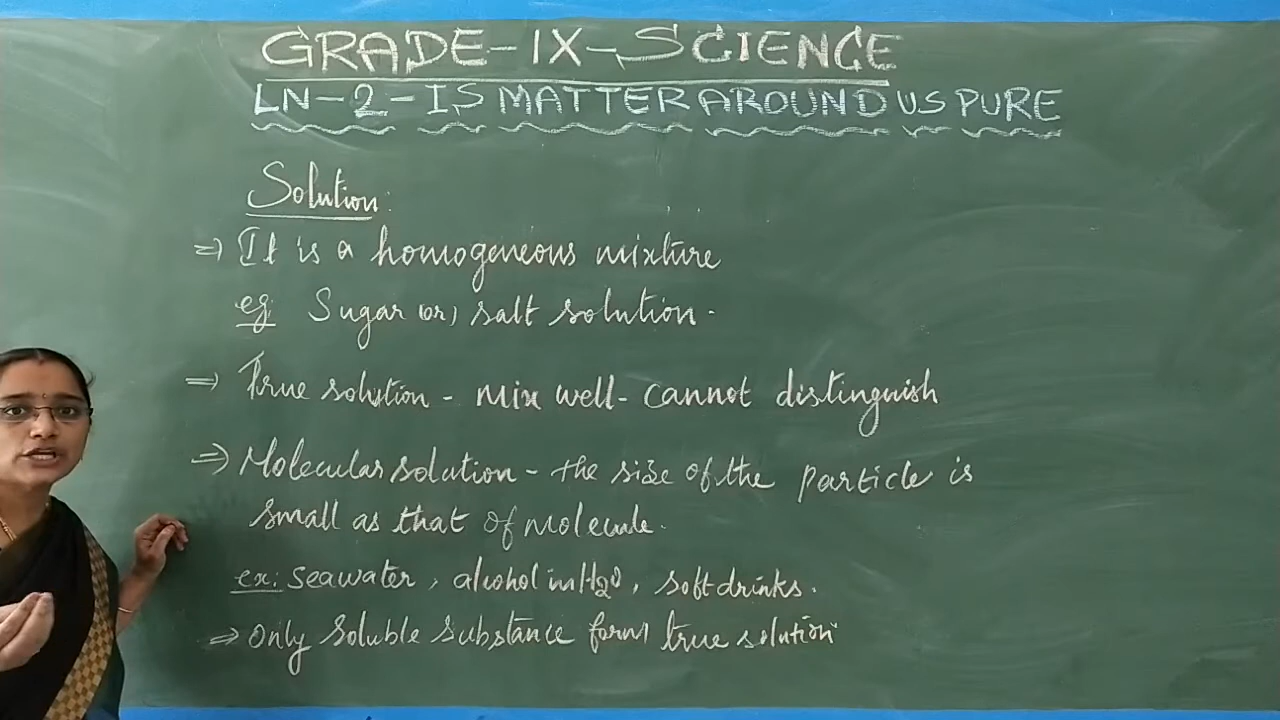 GRADE-IX-SCIENCE
LN-2-IS MATTER AROUND US PURE
Solution:
⇒ It is a homogeneous mixture
eg Sugar (or) salt solution.
⇒ True solution - mix well - cannot distinguish
⇒ Molecular solution - the size of the particle is
small as that of molecule.
ex: seawater, alcohol in H2O, soft drinks.
⇒ Only soluble substance form true solution